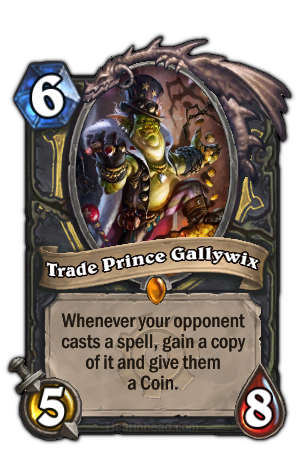 6
Trade Prince Gallywix
Whenever your opponent
casts a spell, gain a copy
of it and give them
a Coin.
5
8